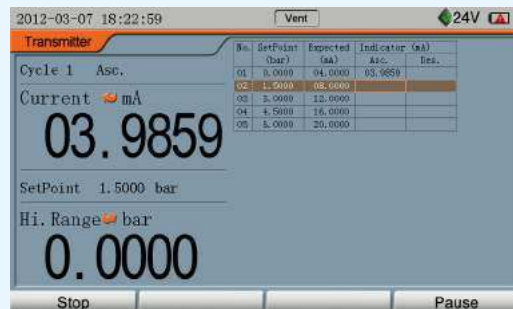 2012-03-07 18:22:59 Vent 24V
Transmitter
Cycle 1 Asc.
Current mA
03.9859
SetPoint 1.5000 bar
Hi.Range bar
0.0000
No. SetPoint Expected Indicator (mA)
(bar) (mA) Asc. Des.
01 0.0000 04.0000 03.9859
02 1.5000 08.0000
03 3.0000 12.0000
04 4.5000 16.0000
05 6.0000 20.0000
Stop Pause